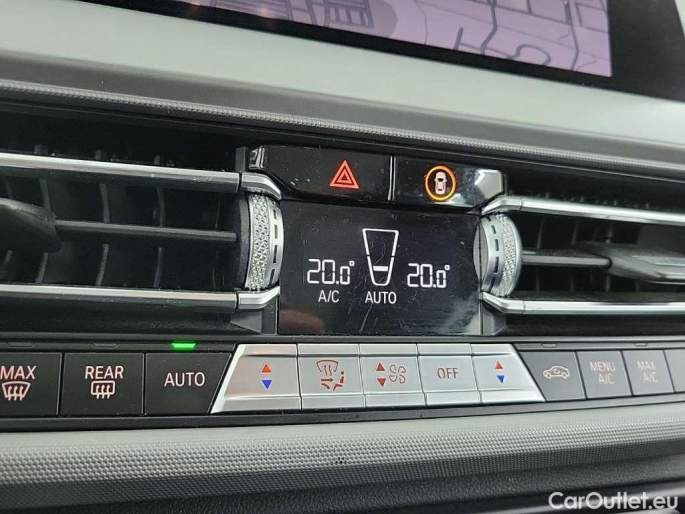 20.0° 20.0°
A/C AUTO
MAX REAR AUTO OFF MENU A/C MAX A/C
CarOutlet.eu